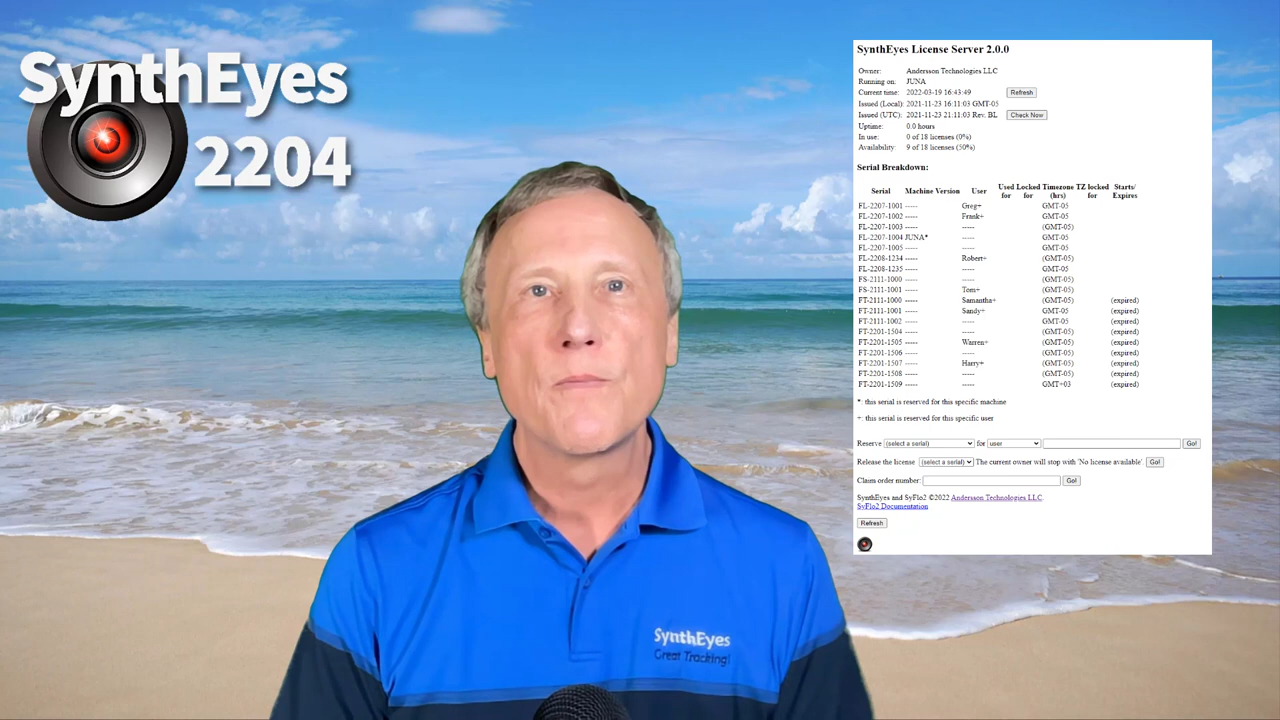 SynthEyes
2204
SynthEyes License Server 2.0.0
Owner: Andersson Technologies LLC
Running on: JUNA
Current time: 2022-03-19 16:43:49 Refresh
Issued (Local): 2021-11-23 16:11:03 GMT-05
Issued (UTC): 2021-11-23 21:11:03 Rev. BL Check Now
Uptime: 0.0 hours
In use: 0 of 18 licenses (0%)
Availability: 9 of 18 licenses (50%)
Serial Breakdown:
Serial Machine Version User Used for Locked for Timezone (hrs) TZ locked for Starts/ Expires
FL-2207-1001 ----- Greg+ GMT-05
FL-2207-1002 ----- Frank+ GMT-05
FL-2207-1003 ----- ----- (GMT-05)
FL-2207-1004 JUNA* ----- GMT-05
FL-2207-1005 ----- ----- GMT-05
FL-2208-1234 ----- Robert+ (GMT-05)
FL-2208-1235 ----- ----- GMT-05
FS-2111-1000 ----- ----- (GMT-05)
FS-2111-1001 ----- Tom+ (GMT-05)
FT-2111-1000 ----- Samantha+ (GMT-05) (expired)
FT-2111-1001 ----- Sandy+ GMT-05 (expired)
FT-2111-1002 ----- ----- GMT-05 (expired)
FT-2201-1504 ----- ----- (GMT-05) (expired)
FT-2201-1505 ----- Warren+ (GMT-05) (expired)
FT-2201-1506 ----- ----- (GMT-05) (expired)
FT-2201-1507 ----- Harry+ (GMT-05) (expired)
FT-2201-1508 ----- ----- (GMT-05) (expired)
FT-2201-1509 ----- ----- GMT+03 (expired)
*: this serial is reserved for this specific machine
+: this serial is reserved for this specific user
Reserve (select a serial) for user Go!
Release the license (select a serial) The current owner will stop with 'No license available' Go!
Claim order number: Go!
SynthEyes and SyFlo2 ©2022 Andersson Technologies LLC.
SyFlo2 Documentation
Refresh
SynthEyes
Great Tracking!